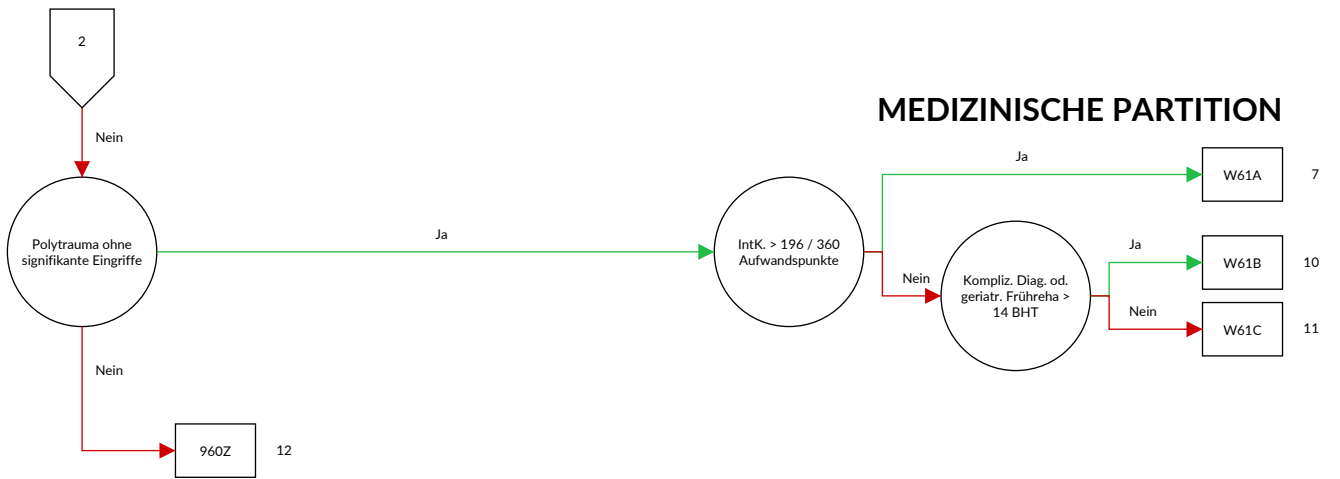 2
Nein
MEDIZINISCHE PARTITION
Ja
W61A
7
Polytrauma ohne
signifikante Eingriffe
Ja
IntK. > 196 / 360
Aufwandspunkte
Nein
Kompliz. Diag. od.
geriatr. Frühreha >
14 BHT
Ja
W61B
10
Nein
W61C
11
Nein
960Z
12